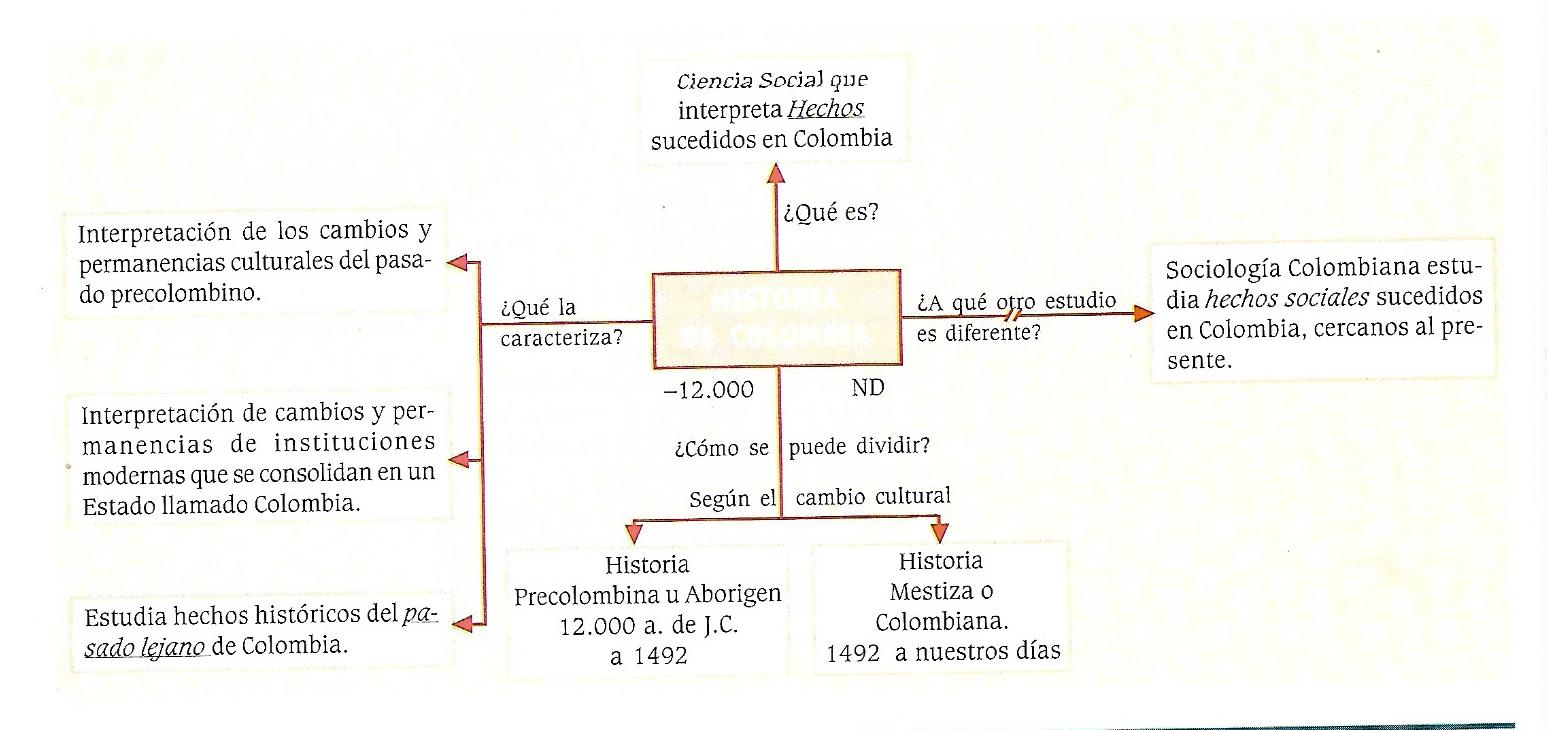 Ciencia Social que
interpreta Hechos
sucedidos en Colombia
¿Qué es?
Interpretación de los cambios y
permanencias culturales del pasa-
do precolombino.
¿Qué la
caracteriza?
HISTORIA
DE COLOMBIA
¿A qué otro estudio
es diferente?
Sociología Colombiana estu-
dia hechos sociales sucedidos
en Colombia, cercanos al pre-
sente.
–12.000 ND
Interpretación de cambios y per-
manencias de instituciones
modernas que se consolidan en un
Estado llamado Colombia.
¿Cómo se puede dividir?
Según el cambio cultural
Estudia hechos históricos del pa-
sado lejano de Colombia.
Historia
Precolombina u Aborigen
12.000 a. de J.C.
a 1492
Historia
Mestiza o
Colombiana.
1492 a nuestros días